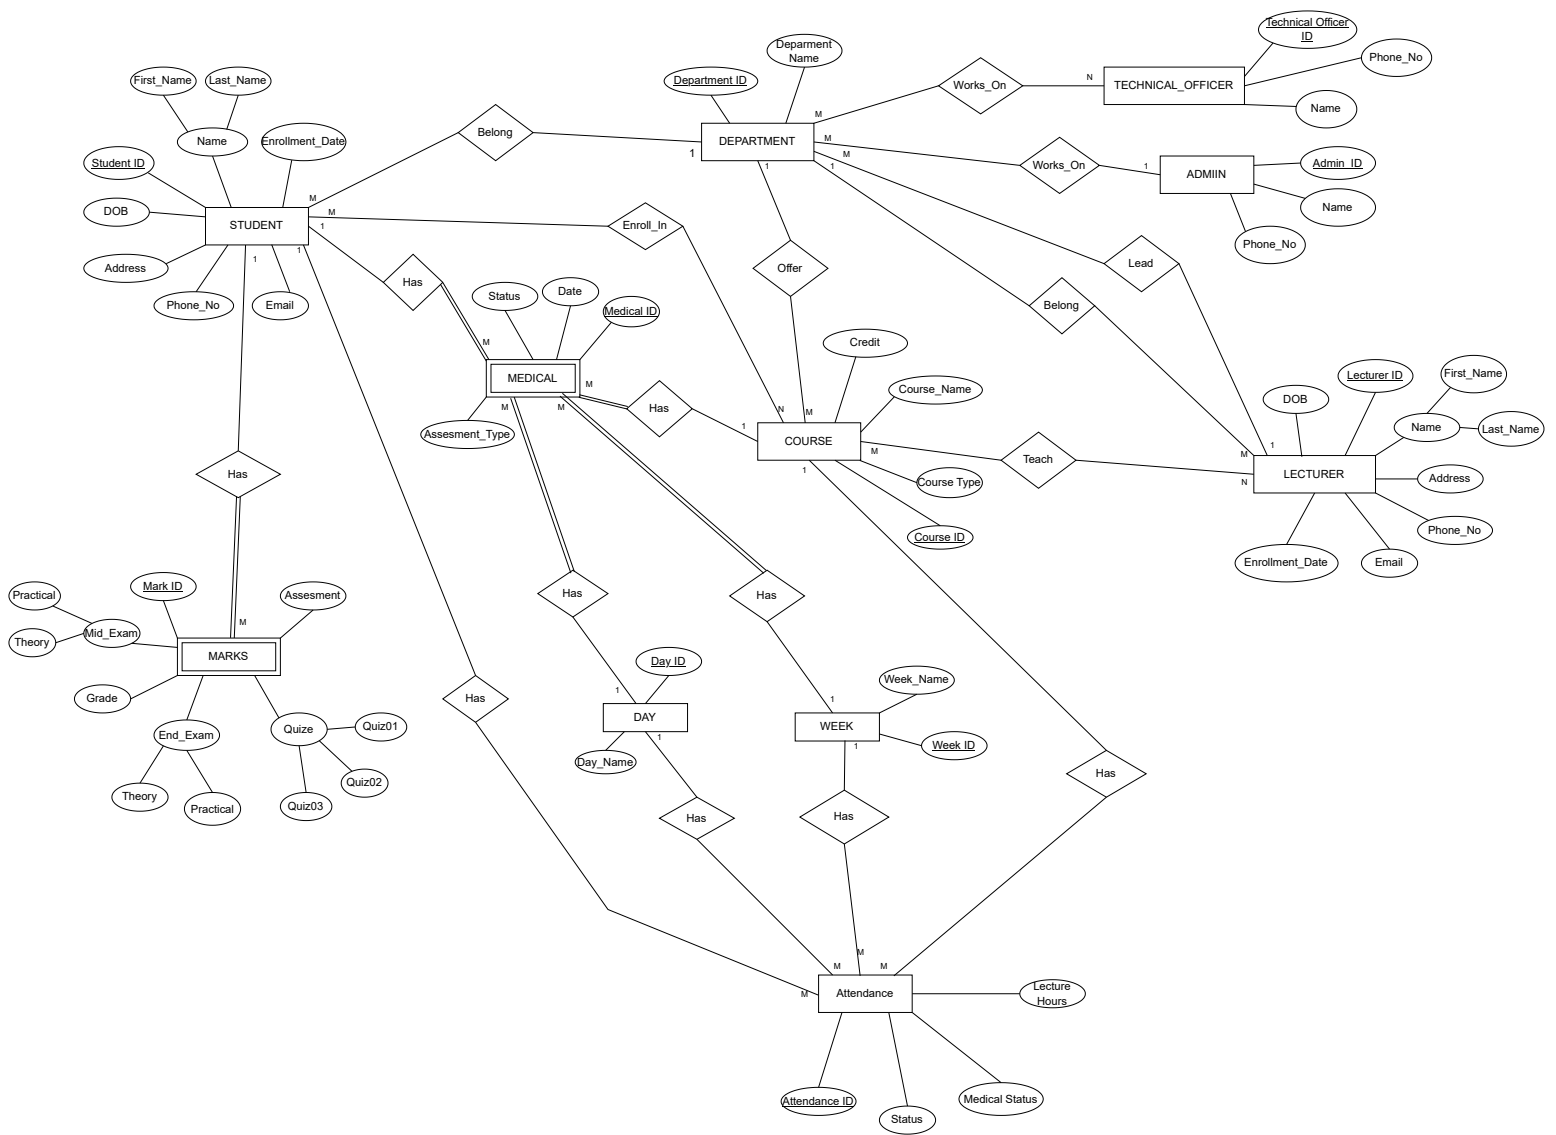 Technical Officer
ID
Deparment
Name
Phone_No
First_Name
Last_Name
Department ID
Works_On
N
TECHNICAL_OFFICER
Name
M
Belong
DEPARTMENT
M
Name
Enrollment_Date
1
M
1
1
Works_On
1
ADMIIN
Admin_ID
Student ID
Name
DOB
STUDENT
M
M
1
1
1
Enroll_In
Phone_No
Address
Phone_No
Email
Has
Offer
Lead
Status
Date
Medical ID
Belong
M
MEDICAL
M
Credit
Assesment_Type
M
M
Has
1
N
M
Course_Name
COURSE
M
1
Course Type
Course ID
Teach
DOB
Lecturer ID
First_Name
Name
Last_Name
1
M
LECTURER
N
Address
Phone_No
Enrollment_Date
Email
Has
Practical
Mark ID
Assesment
Theory
Mid_Exam
M
MARKS
Grade
End_Exam
Quize
Quiz01
Quiz02
Quiz03
Theory
Practical
Has
Has
Has
Day ID
1
DAY
1
Day_Name
Week_Name
1
WEEK
1
Week ID
Has
Has
Has
M
M
M
M
Attendance
Lecture
Hours
Attendance ID
Status
Medical Status